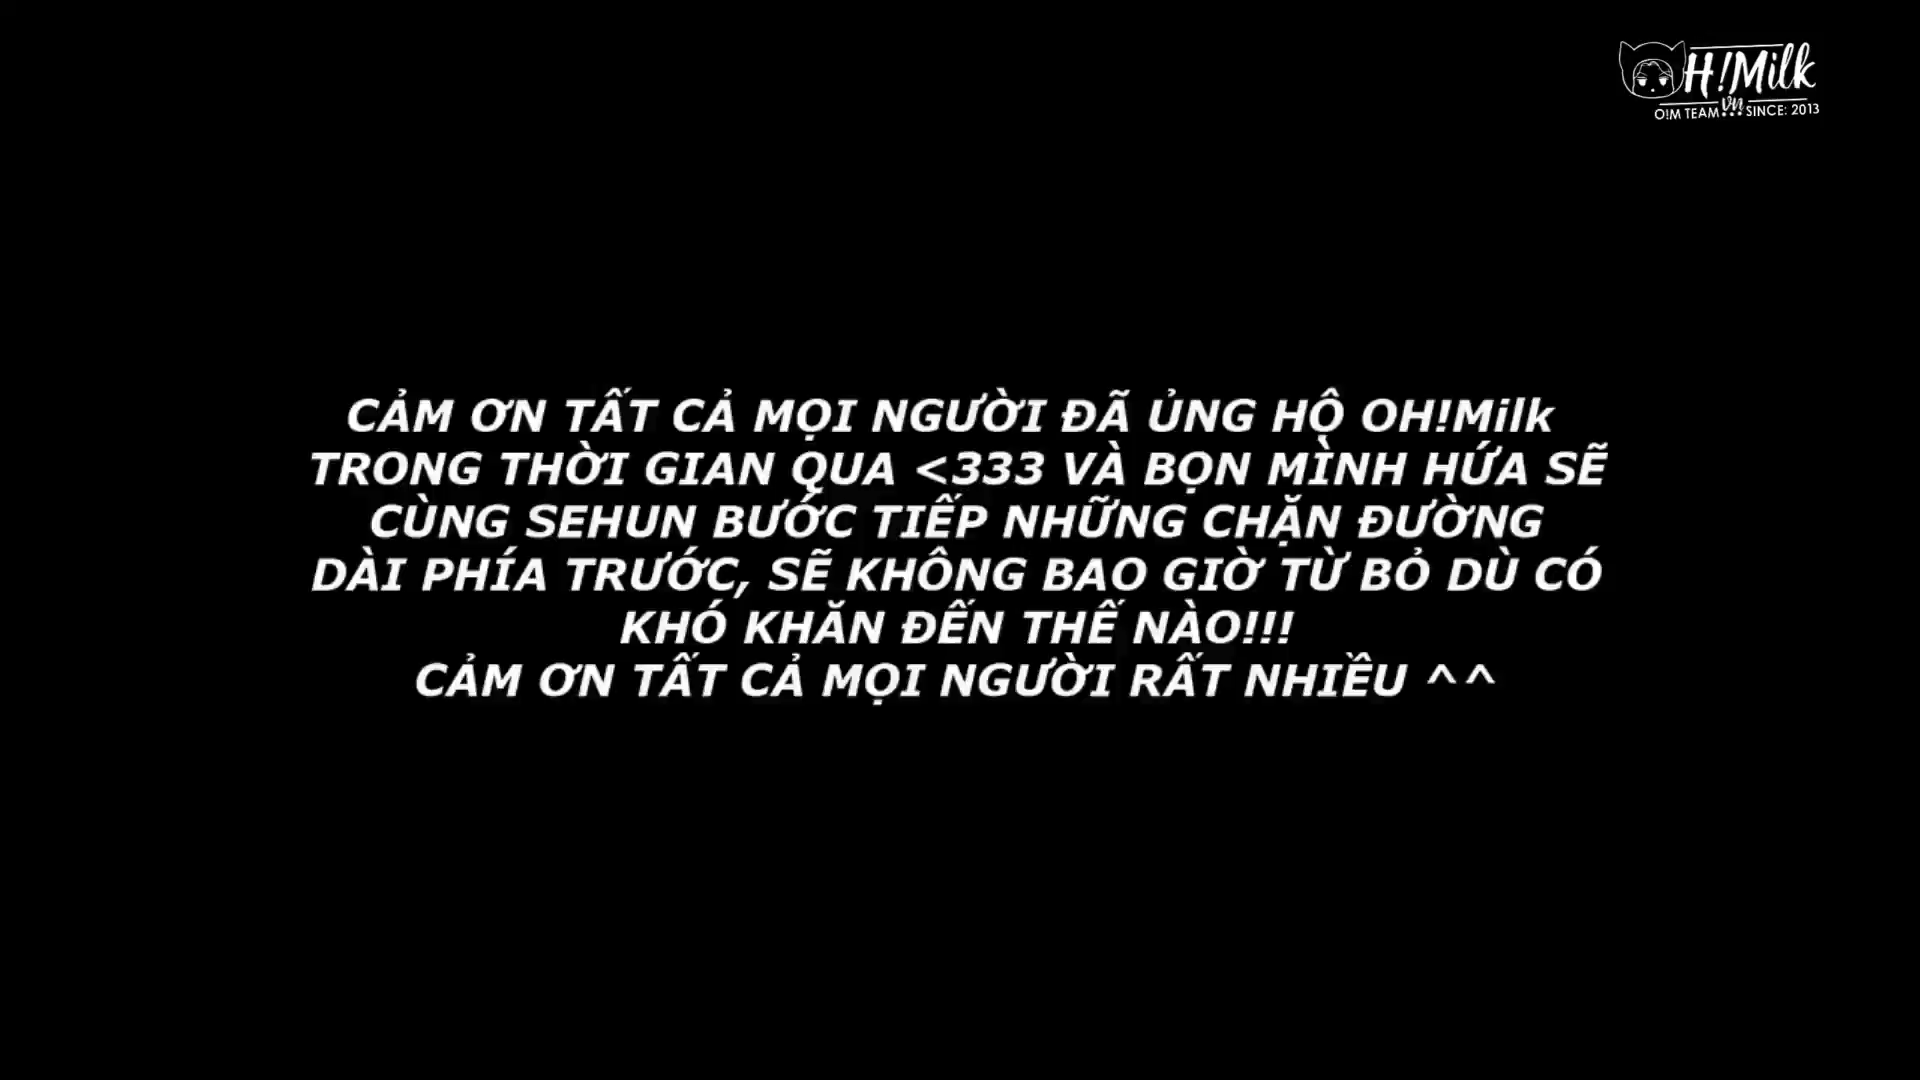 OH!Milk
vn
O!M TEAM SINCE: 2013
CẢM ƠN TẤT CẢ MỌI NGƯỜI ĐÃ ỦNG HỘ OH!Milk
TRONG THỜI GIAN QUA <333 VÀ BỌN MÌNH HỨA SẼ
CÙNG SEHUN BƯỚC TIẾP NHỮNG CHẶN ĐƯỜNG
DÀI PHÍA TRƯỚC, SẼ KHÔNG BAO GIỜ TỪ BỎ DÙ CÓ
KHÓ KHĂN ĐẾN THẾ NÀO!!!
CẢM ƠN TẤT CẢ MỌI NGƯỜI RẤT NHIỀU ^^